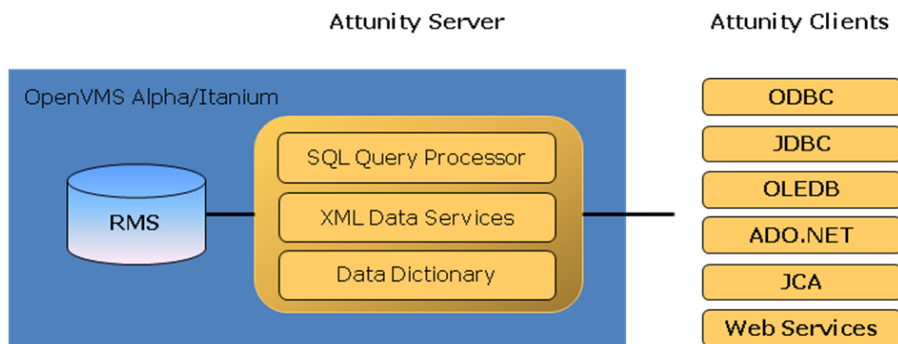 Attunity Server
Attunity Clients
OpenVMS Alpha/Itanium
RMS
SQL Query Processor
XML Data Services
Data Dictionary
ODBC
JDBC
OLEDB
ADO.NET
JCA
Web Services